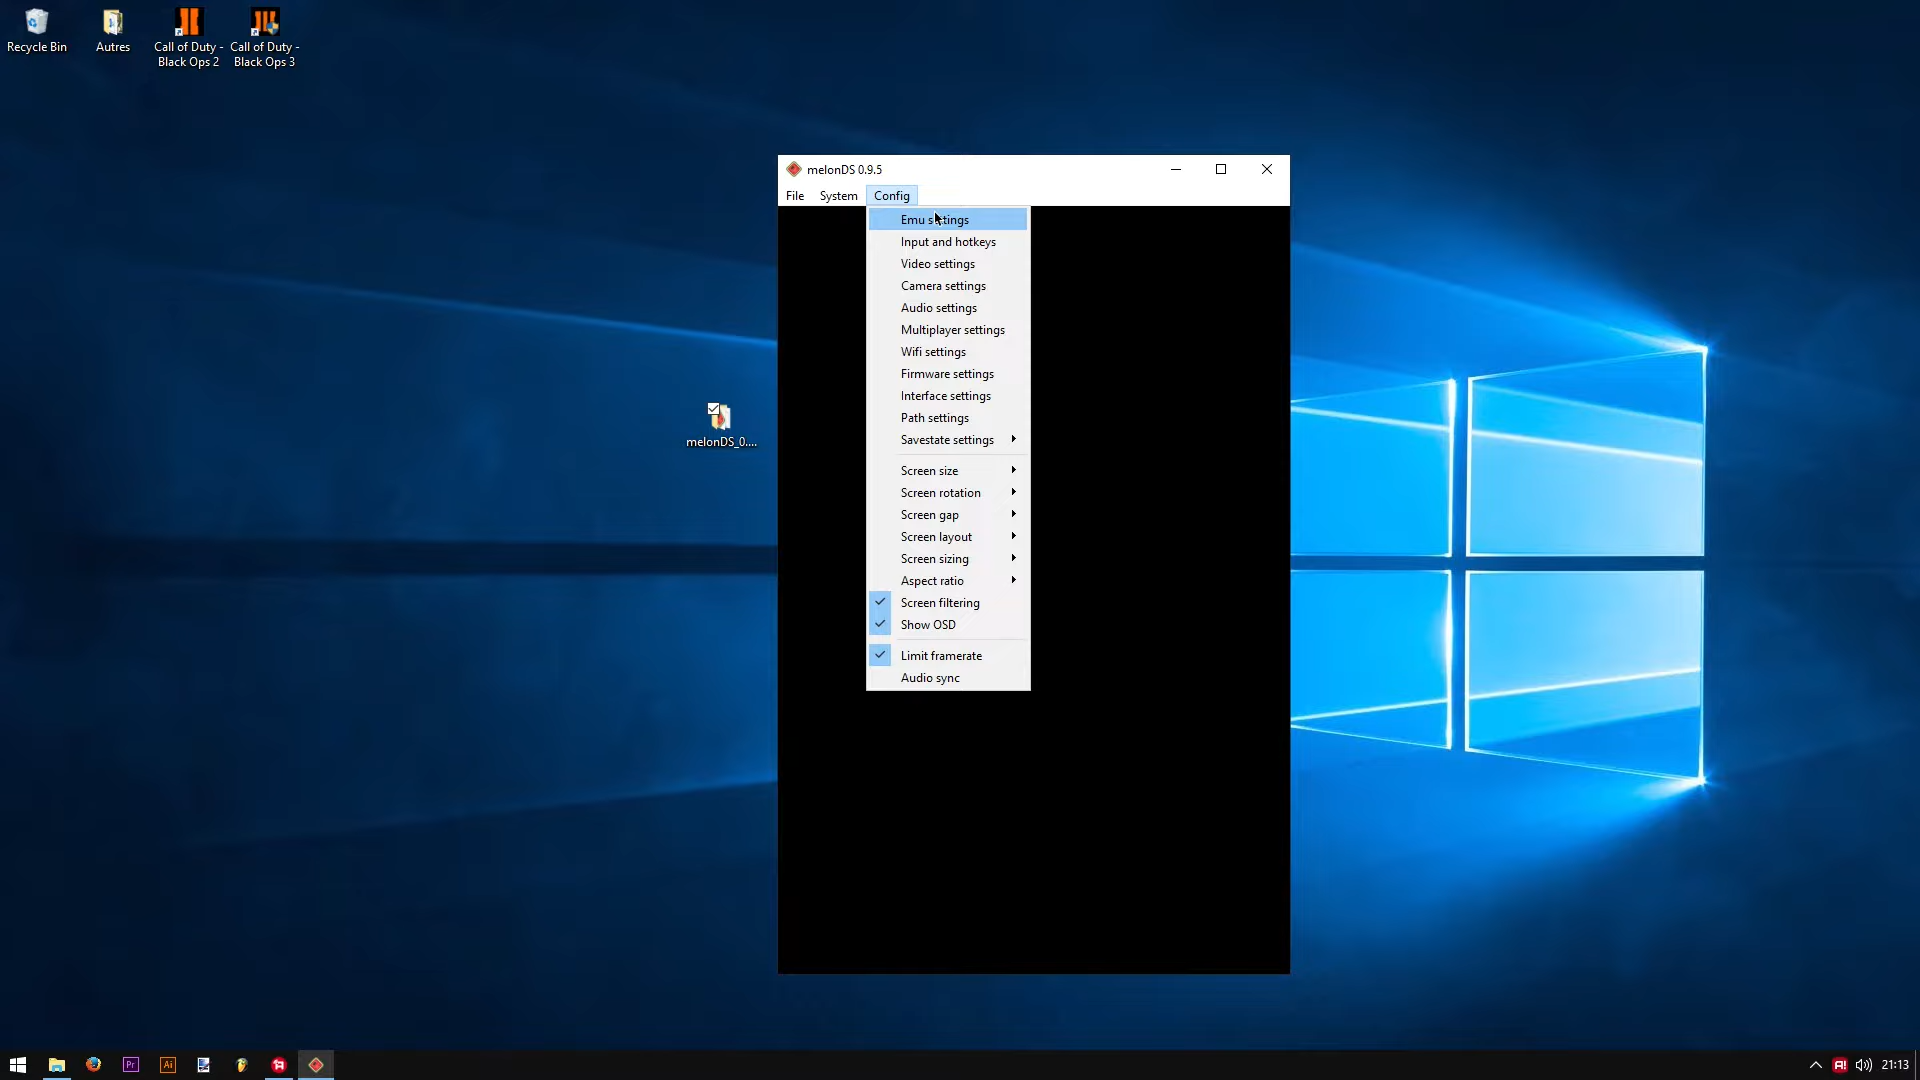 Recycle Bin
Autres
Call of Duty -
Black Ops 2
Call of Duty -
Black Ops 3
melonDS 0.9.5
File
System
Config
Emu settings
Input and hotkeys
Video settings
Camera settings
Audio settings
Multiplayer settings
Wifi settings
Firmware settings
Interface settings
Path settings
Savestate settings
Screen size
Screen rotation
Screen gap
Screen layout
Screen sizing
Aspect ratio
Screen filtering
Show OSD
Limit framerate
Audio sync
melonDS_0....
Pr
Ai
21:13